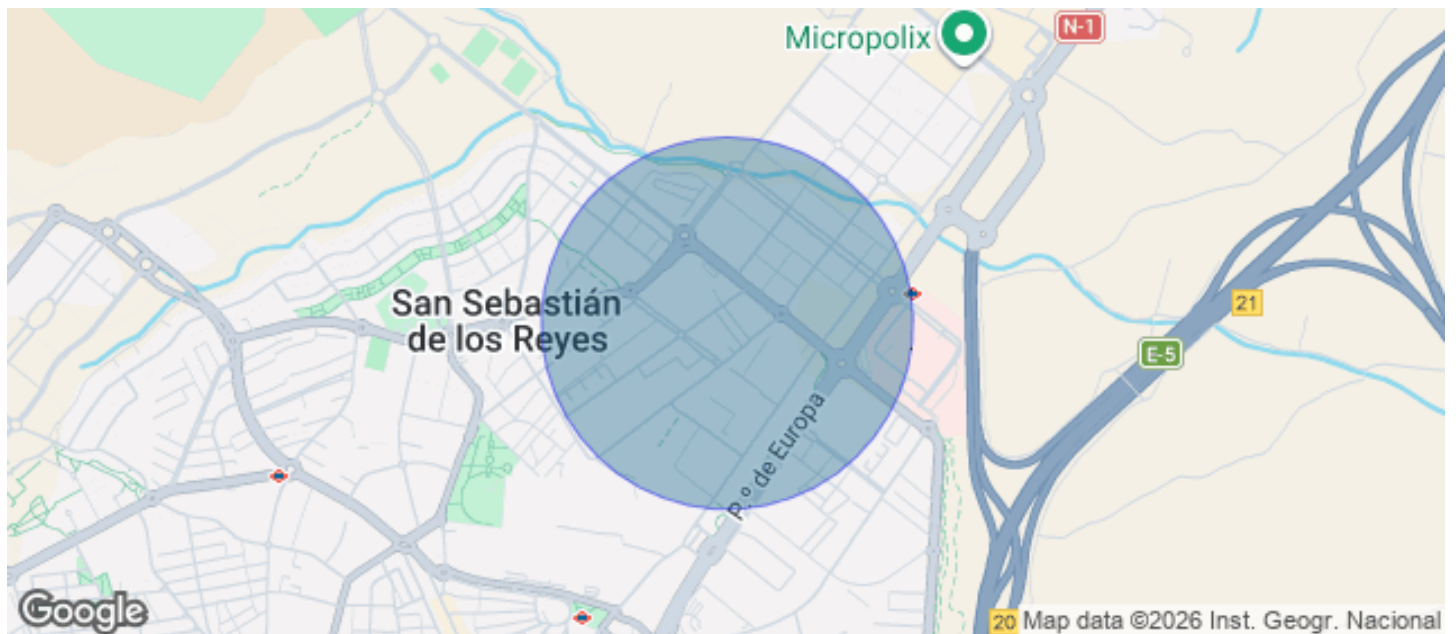 Micropolix
N-1
San Sebastián
de los Reyes
21
E-5
P.º de Europa
Google
20
Map data ©2026 Inst. Geogr. Nacional